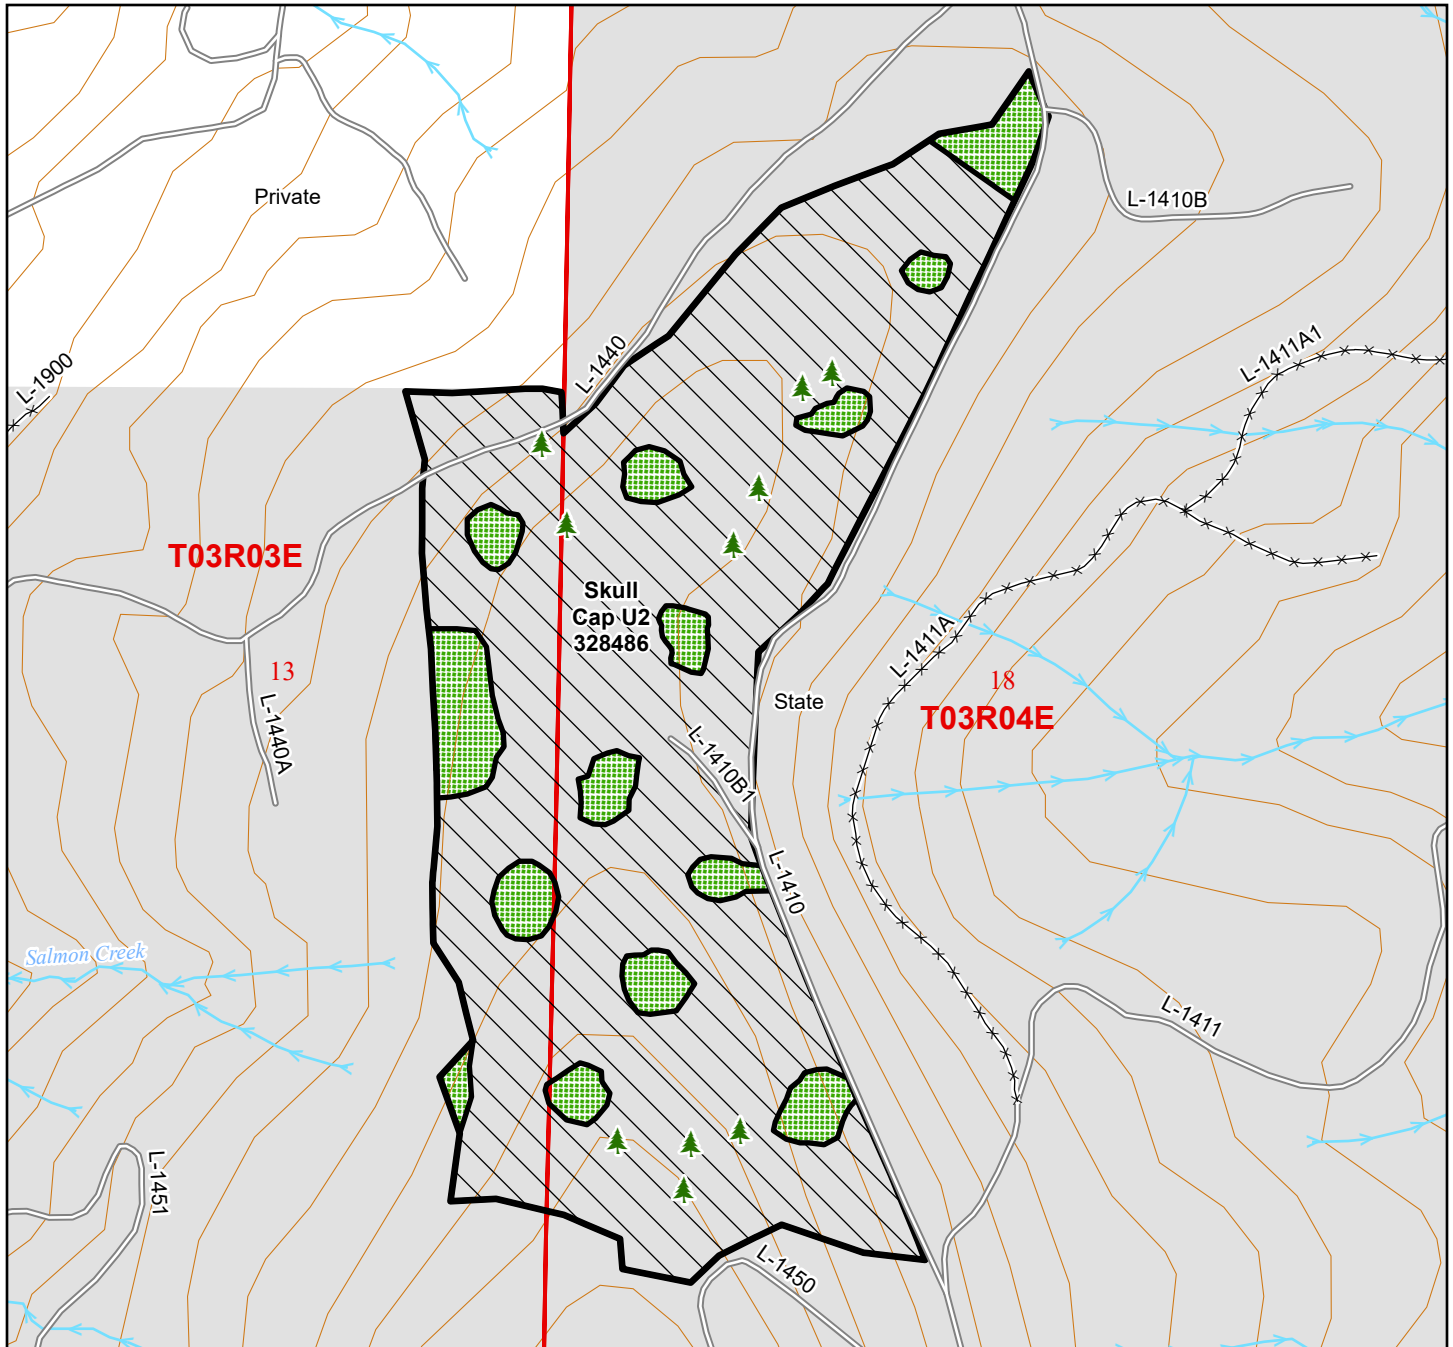 Private
L-1410B
L-1440
L-1411A1
L-1900
T03R03E
Skull
Cap U2
328486
L-1411A
13
18
State
T03R04E
L-1440A
L-1410B1
L-1410
Salmon Creek
L-1411
L-1451
L-1450